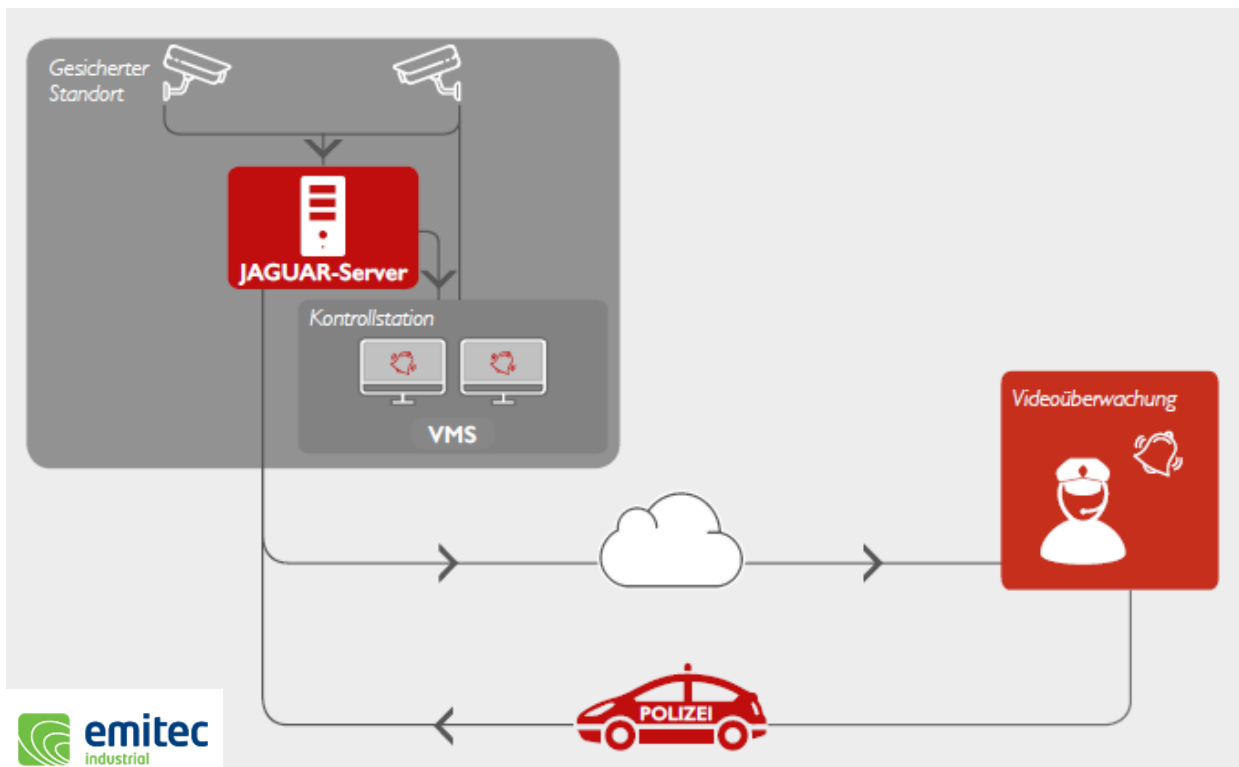 Gesicherter
Standort
JAGUAR-Server
Kontrollstation
VMS
Videoüberwachung
POLIZEI
emitec
industrial